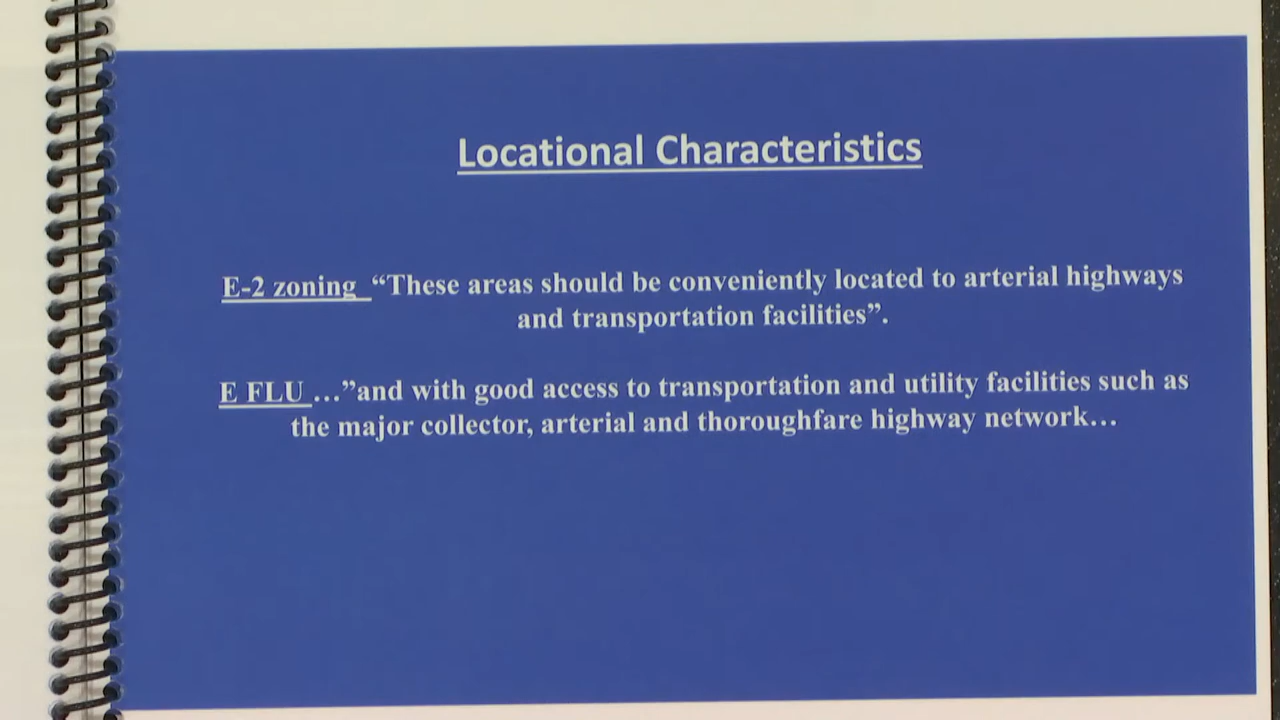 Locational Characteristics
E-2 zoning “These areas should be conveniently located to arterial highways
and transportation facilities”.
E FLU …”and with good access to transportation and utility facilities such as
the major collector, arterial and thoroughfare highway network…